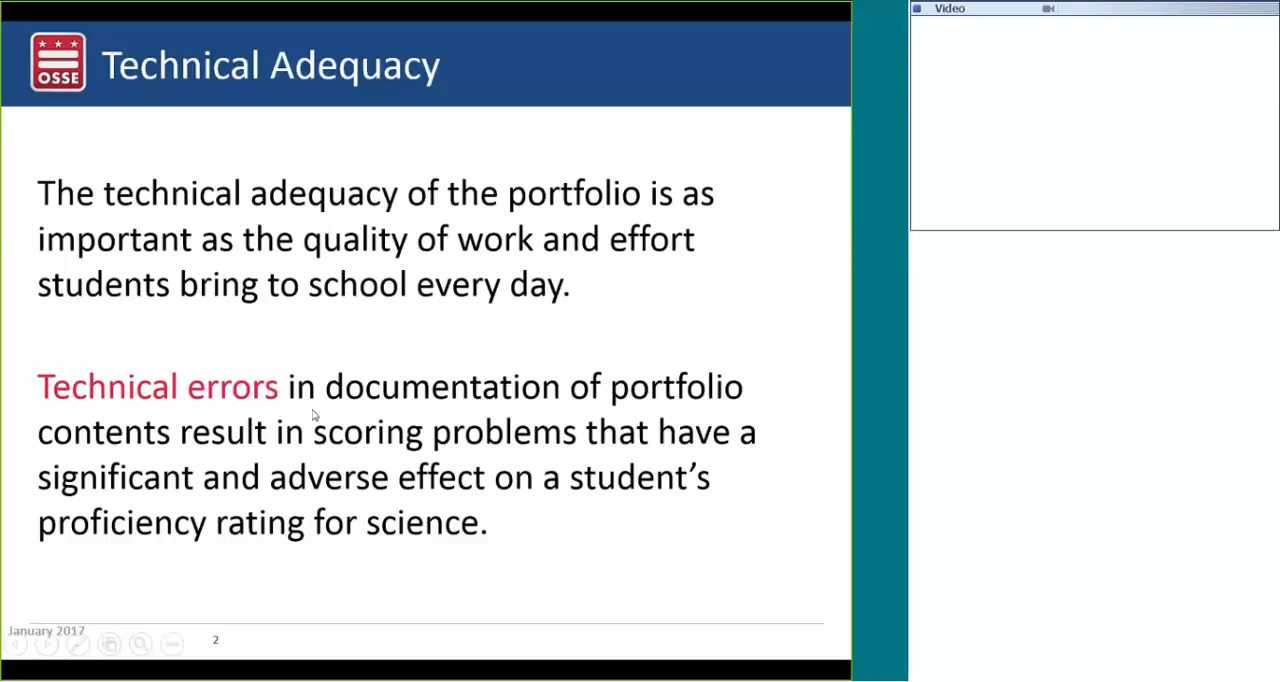 Video
OSSE
Technical Adequacy
The technical adequacy of the portfolio is as
important as the quality of work and effort
students bring to school every day.
Technical errors in documentation of portfolio
contents result in scoring problems that have a
significant and adverse effect on a student’s
proficiency rating for science.
January 2017
2